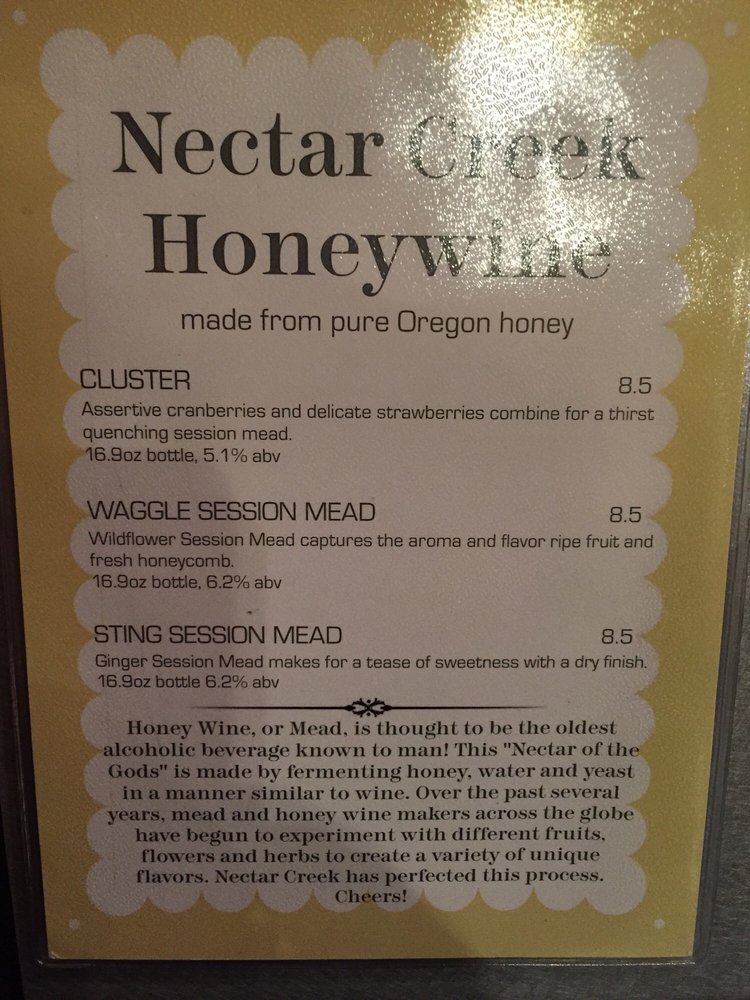 Nectar Creek
Honeywine
made from pure Oregon honey
CLUSTER 8.5
Assertive cranberries and delicate strawberries combine for a thirst
quenching session mead.
16.9oz bottle, 5.1% abv
WAGGLE SESSION MEAD 8.5
Wildflower Session Mead captures the aroma and flavor ripe fruit and
fresh honeycomb.
16.9oz bottle, 6.2% abv
STING SESSION MEAD 8.5
Ginger Session Mead makes for a tease of sweetness with a dry finish.
16.9oz bottle 6.2% abv
Honey Wine, or Mead, is thought to be the oldest
alcoholic beverage known to man! This "Nectar of the
Gods" is made by fermenting honey, water and yeast
in a manner similar to wine. Over the past several
years, mead and honey wine makers across the globe
have begun to experiment with different fruits,
flowers and herbs to create a variety of unique
flavors. Nectar Creek has perfected this process.
Cheers!